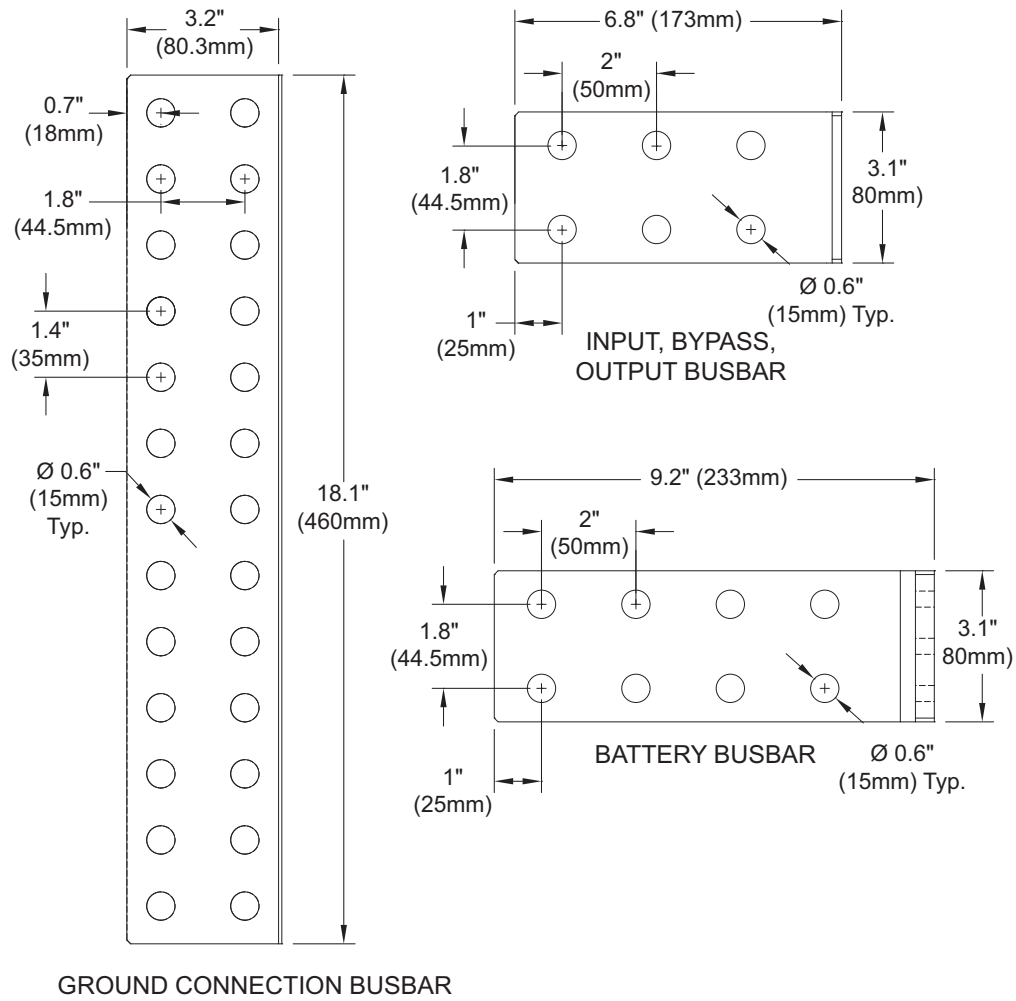 3.2"
(80.3mm)
0.7"
(18mm)
1.8"
(44.5mm)
1.4"
(35mm)
Ø 0.6"
(15mm)
Typ.
18.1"
(460mm)
GROUND CONNECTION BUSBAR
6.8" (173mm)
2"
(50mm)
1.8"
(44.5mm)
3.1"
80mm)
1"
(25mm)
Ø 0.6"
(15mm) Typ.
INPUT, BYPASS,
OUTPUT BUSBAR
9.2" (233mm)
2"
(50mm)
1.8"
(44.5mm)
3.1"
80mm)
1"
(25mm)
Ø 0.6"
(15mm) Typ.
BATTERY BUSBAR